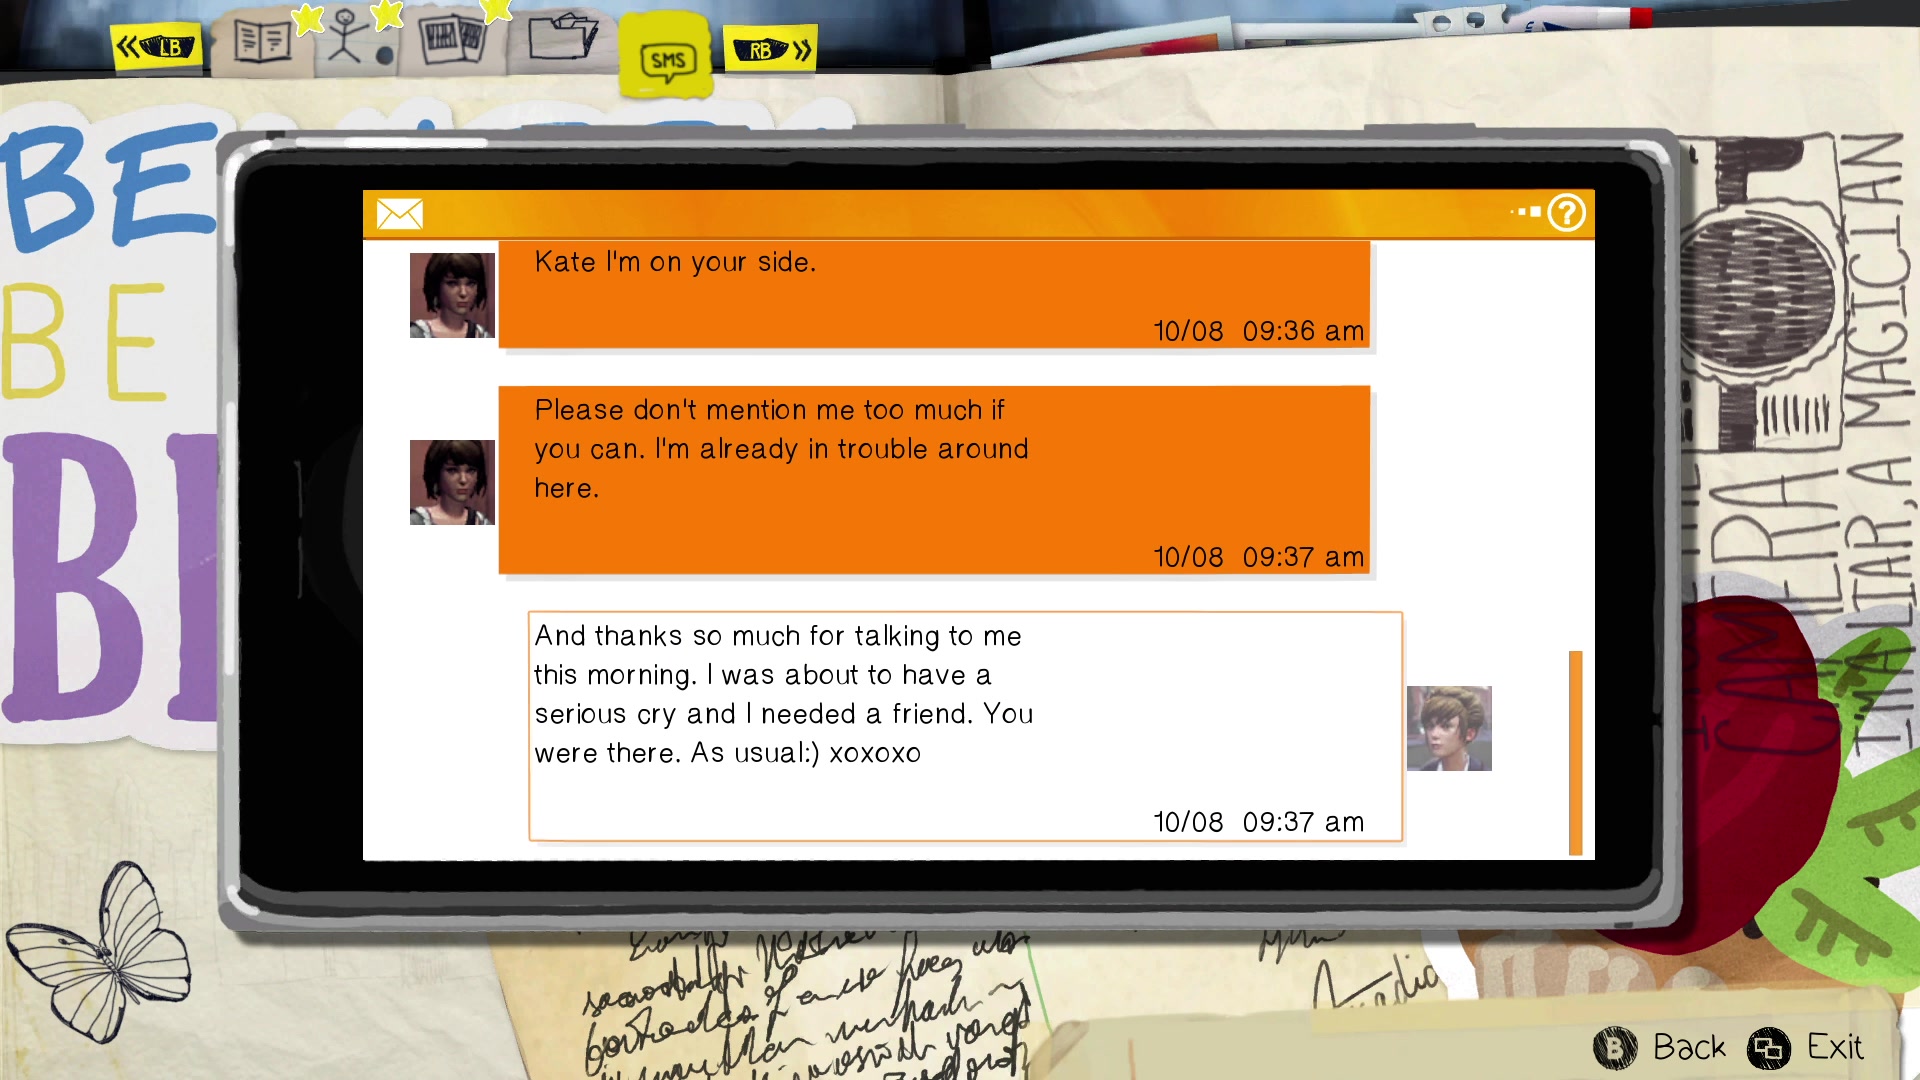 LB
SMS
RB
BE
BE
Kate I'm on your side.
10/08 09:36 am
Please don't mention me too much if
you can. I'm already in trouble around
here.
10/08 09:37 am
And thanks so much for talking to me
this morning. I was about to have a
serious cry and I needed a friend. You
were there. As usual:) xoxoxo
10/08 09:37 am
?
CAMERA
I'M A LIAR, A MAGICIAN
B Back
Exit